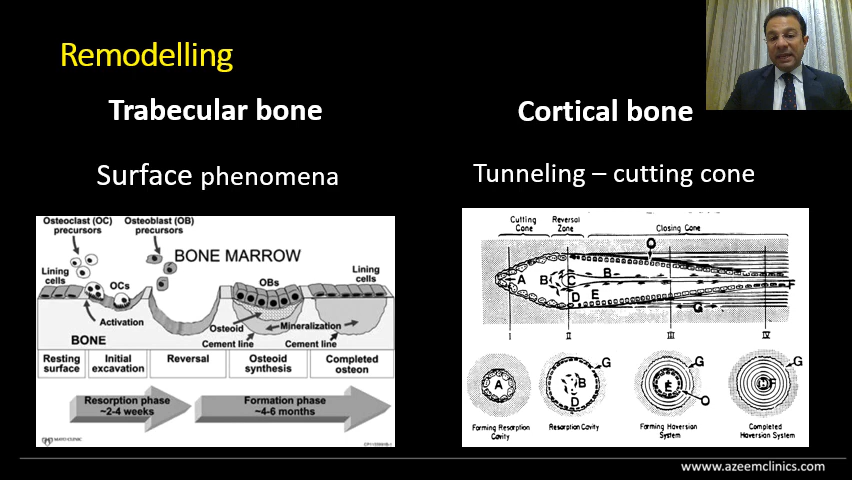 Remodelling
Trabecular bone
Surface phenomena
Osteoclast (OC)
precursors
Osteoblast (OB)
precursors
BONE MARROW
Lining
cells
OCs
OBs
Lining
cells
Activation
Osteoid
Mineralization
Cement line
Cement line
BONE
Resting
surface
Initial
excavation
Reversal
Osteoid
synthesis
Completed
osteon
Resorption phase
~2-4 weeks
Formation phase
~4-6 months
Cortical bone
Tunneling – cutting cone
Cutting
Cone
Reversal
Zone
Closing Cone
A
B
C
D
E
B
O
G
F
I
II
III
IV
A
B
D
G
E
G
O
F
G
Forming Resorption
Cavity
Resorption Cavity
Forming Haversian
System
Completed
Haversian System
www.azeemclinics.com